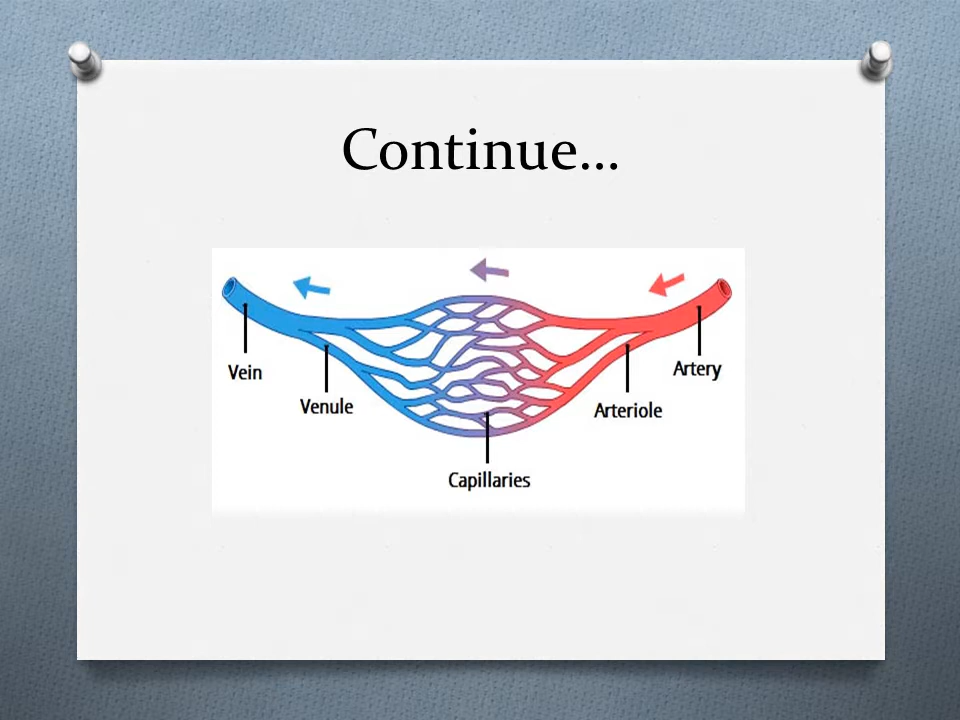 Continue…
Vein
Venule
Capillaries
Arteriole
Artery